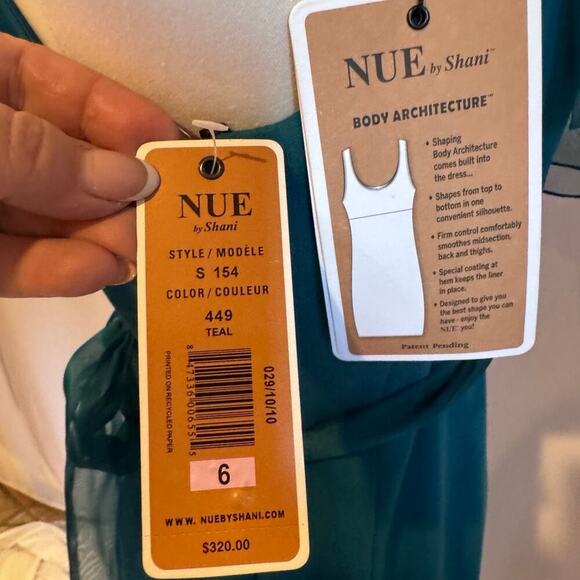 NUE
by Shani
STYLE / MODÈLE
S 154
COLOR / COULEUR
449
TEAL
PRINTED ON RECYCLED PAPER
029/10/10
6
WWW. NUEBYSHANI.COM
$320.00
NUE by Shani™
BODY ARCHITECTURE™
• Shaping
Body Architecture
comes built into
the dress...
• Shapes from top to
bottom in one
convenient silhouette.
• Firm control comfortably
smoothes midsection,
back and thighs.
• Special coating at
hem keeps the liner
in place.
• Designed to give you
the best shape you can
have - enjoy the
NUE you!
Patent Pending